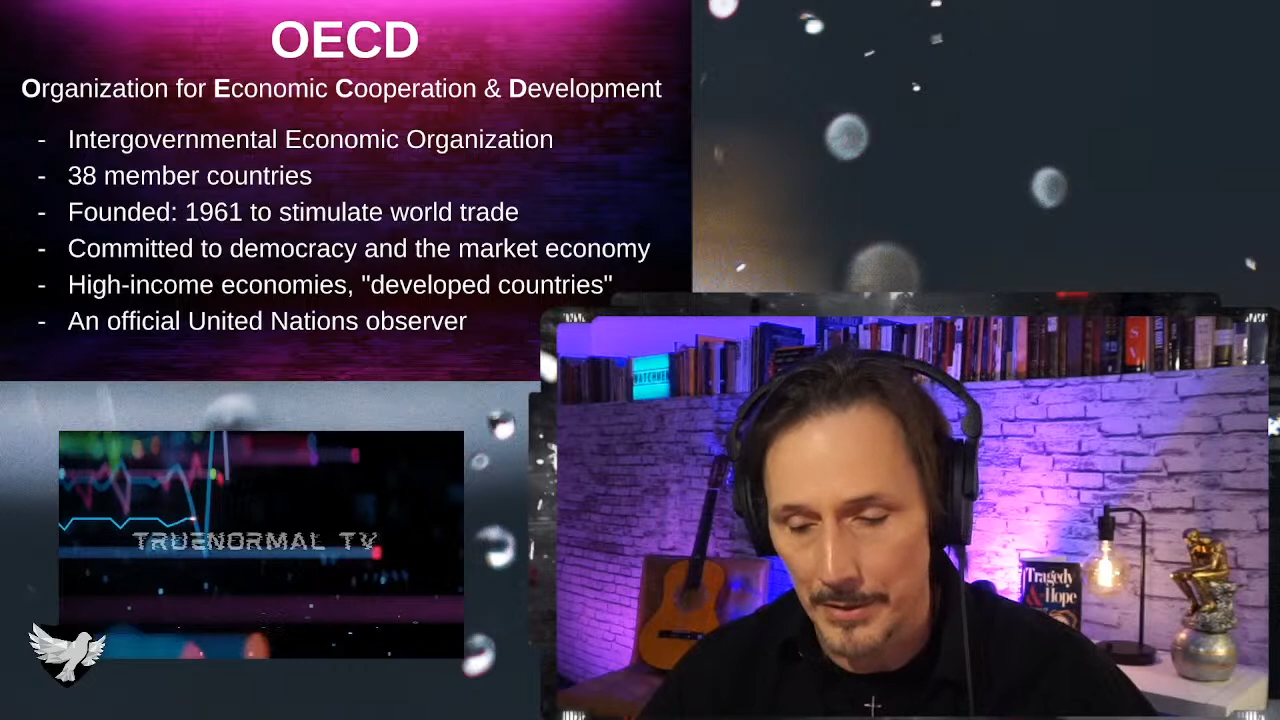 OECD
Organization for Economic Cooperation & Development
- Intergovernmental Economic Organization
- 38 member countries
- Founded: 1961 to stimulate world trade
- Committed to democracy and the market economy
- High-income economies, "developed countries"
- An official United Nations observer
WATCHMEN
TRUENORMAL TV
Tragedy
& Hope